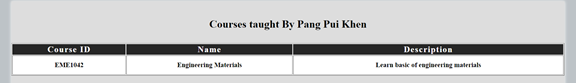 Courses taught By Pang Pui Khen
Course ID Name Description
EME1042 Engineering Materials Learn basic of engineering materials